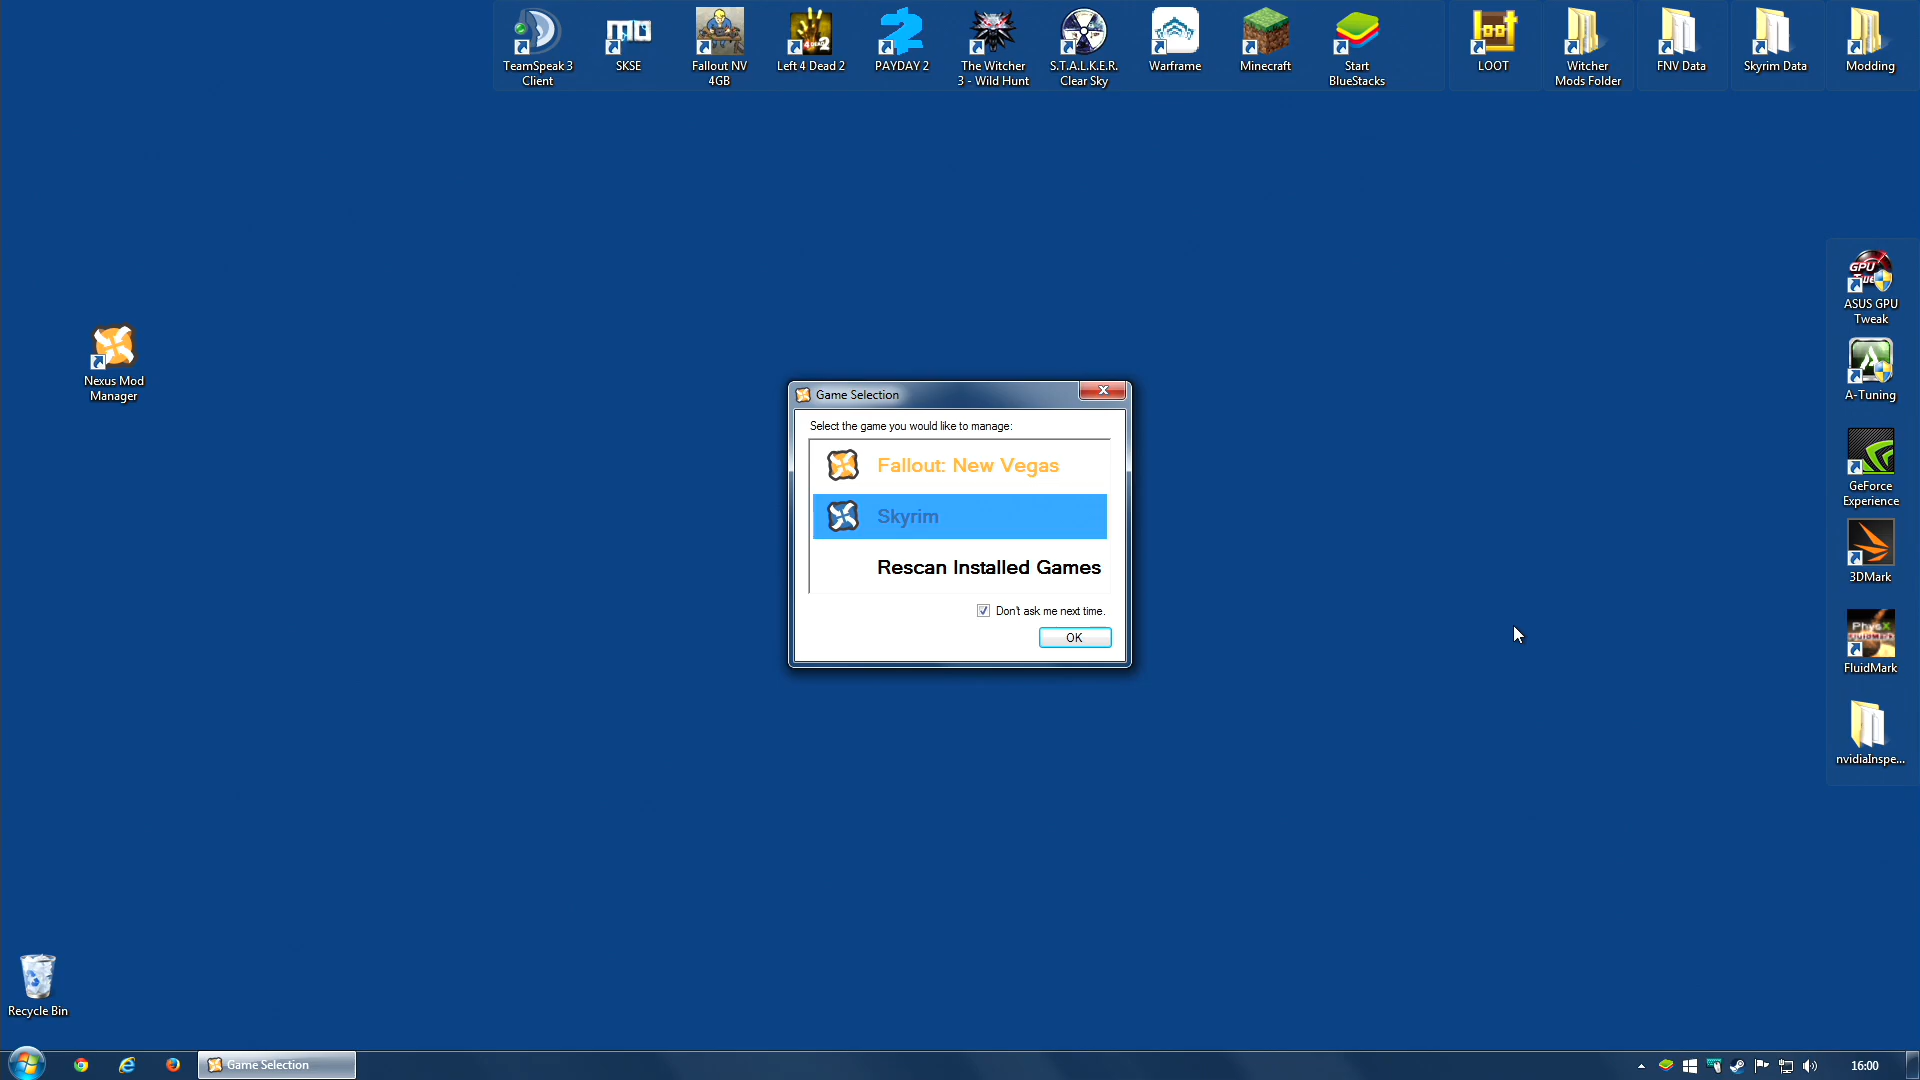 TeamSpeak 3
Client
SKSE
Fallout NV
4GB
Left 4 Dead 2
PAYDAY 2
The Witcher
3 - Wild Hunt
S.T.A.L.K.E.R.
Clear Sky
Warframe
Minecraft
Start
BlueStacks
LOOT
Witcher
Mods Folder
FNV Data
Skyrim Data
Modding
Nexus Mod
Manager
Game Selection
Select the game you would like to manage:
Fallout: New Vegas
Skyrim
Rescan Installed Games
Don't ask me next time.
OK
ASUS GPU
Tweak
A-Tuning
GeForce
Experience
3DMark
FluidMark
nvidiaInspe...
Recycle Bin
Game Selection
16:00